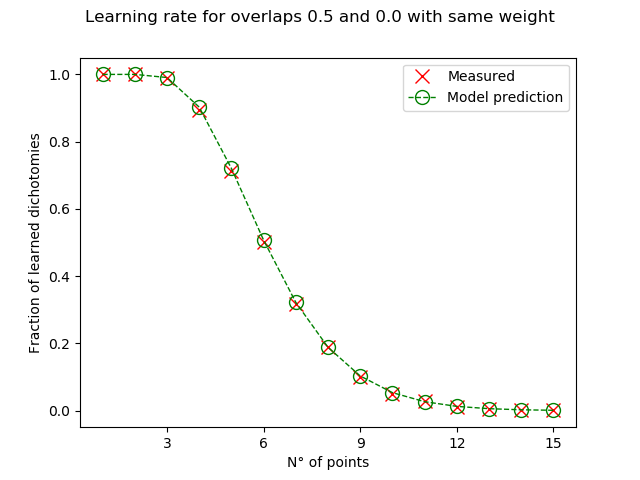 Learning rate for overlaps 0.5 and 0.0 with same weight
Measured
Model prediction
Fraction of learned dichotomies
1.0
0.8
0.6
0.4
0.2
0.0
3 6 9 12 15
N° of points